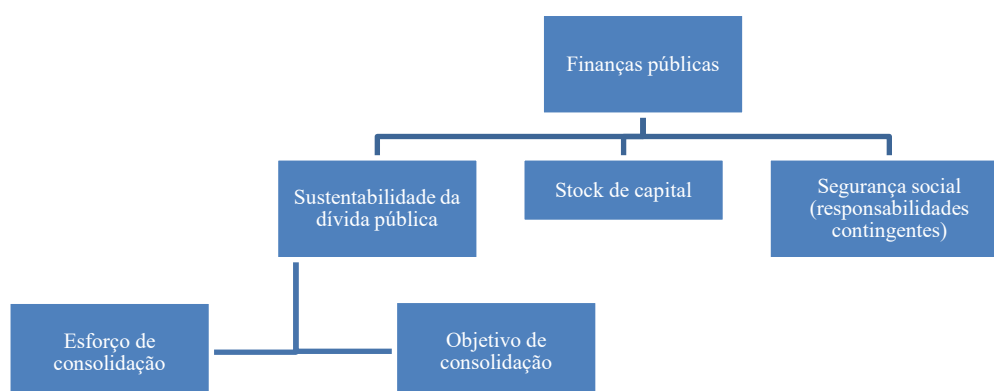 Finanças públicas
Sustentabilidade da
dívida pública
Stock de capital
Segurança social
(responsabilidades
contingentes)
Esforço de
consolidação
Objetivo de
consolidação